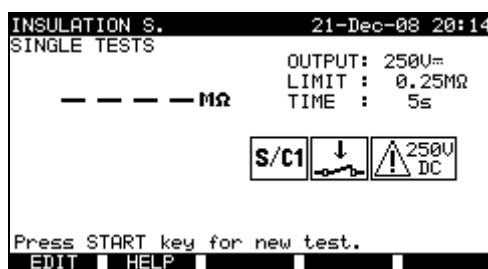 INSULATION S. 21-Dec-08 20:14
SINGLE TESTS
OUTPUT: 250V⎓
LIMIT : 0.25MΩ
– – – – MΩ TIME : 5s
S/C1 250V DC
Press START key for new test.
EDIT HELP